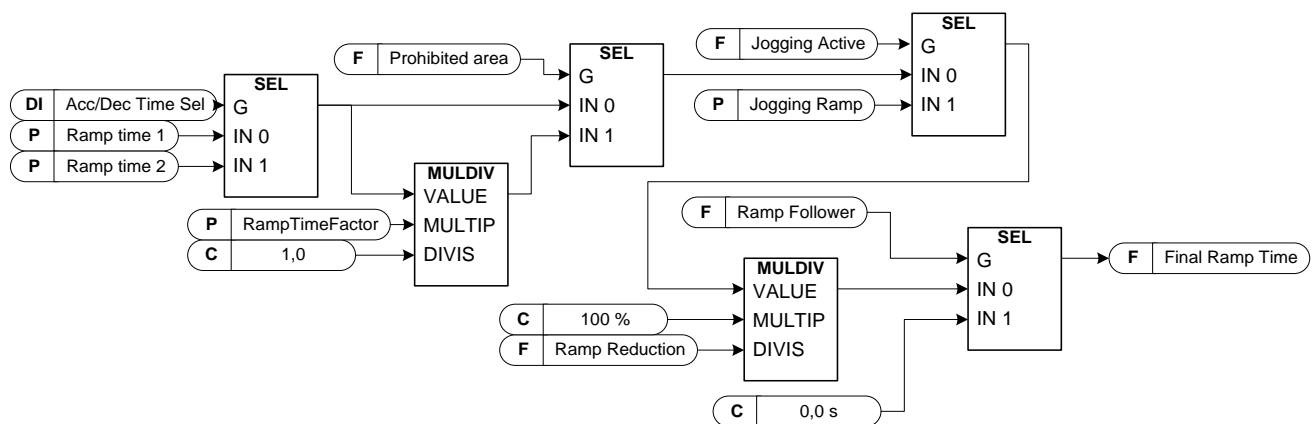 SEL
F Jogging Active
G
IN 0
P Jogging Ramp
IN 1
SEL
F Prohibited area
G
IN 0
IN 1
SEL
DI Acc/Dec Time Sel
G
P Ramp time 1
IN 0
P Ramp time 2
IN 1
MULDIV
VALUE
P RampTimeFactor
MULTIP
C 1,0
DIVIS
F Ramp Follower
SEL
G
IN 0
IN 1
F Final Ramp Time
MULDIV
VALUE
C 100 %
MULTIP
F Ramp Reduction
DIVIS
C 0,0 s